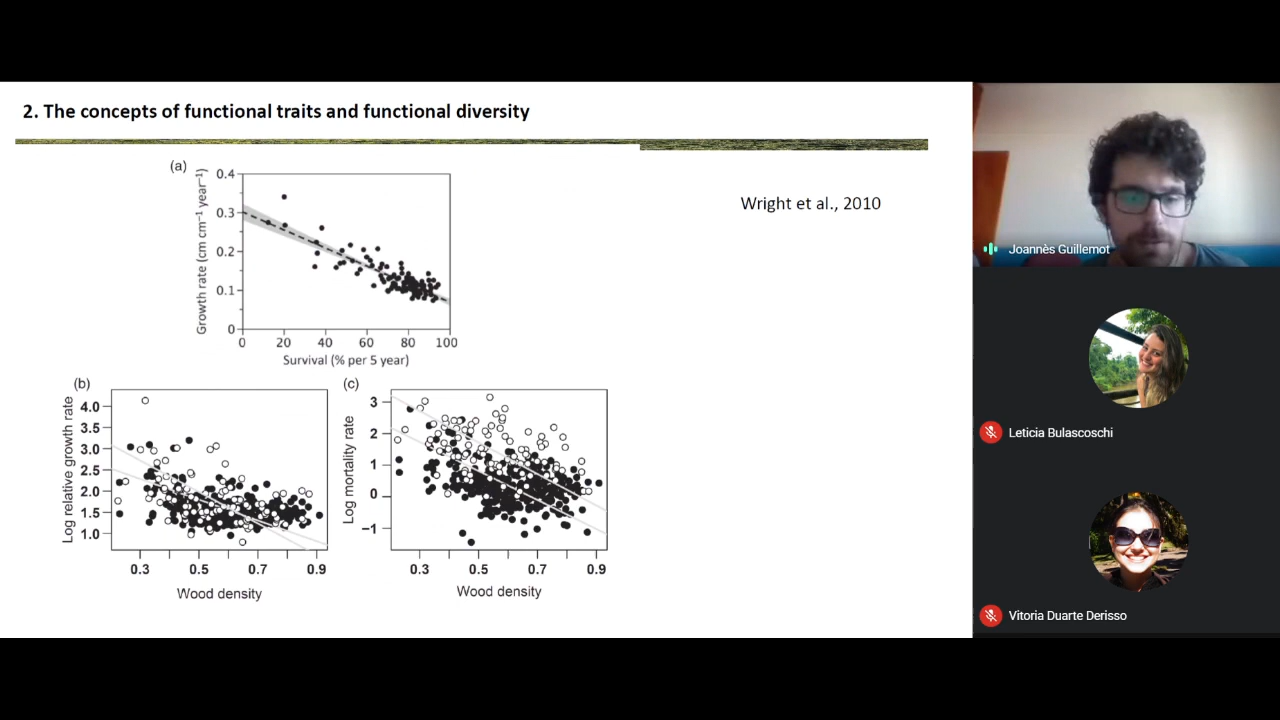 2. The concepts of functional traits and functional diversity
Wright et al., 2010
(a)
Growth rate (cm cm⁻¹ year⁻¹)
0.4
0.3
0.2
0.1
0
0 20 40 60 80 100
Survival (% per 5 year)
(b)
Log relative growth rate
4.0
3.5
3.0
2.5
2.0
1.5
1.0
0.3 0.5 0.7 0.9
Wood density
(c)
Log mortality rate
3
2
1
0
−1
0.3 0.5 0.7 0.9
Wood density
Joannès Guillemot
Leticia Bulascoschi
Vitoria Duarte Derisso